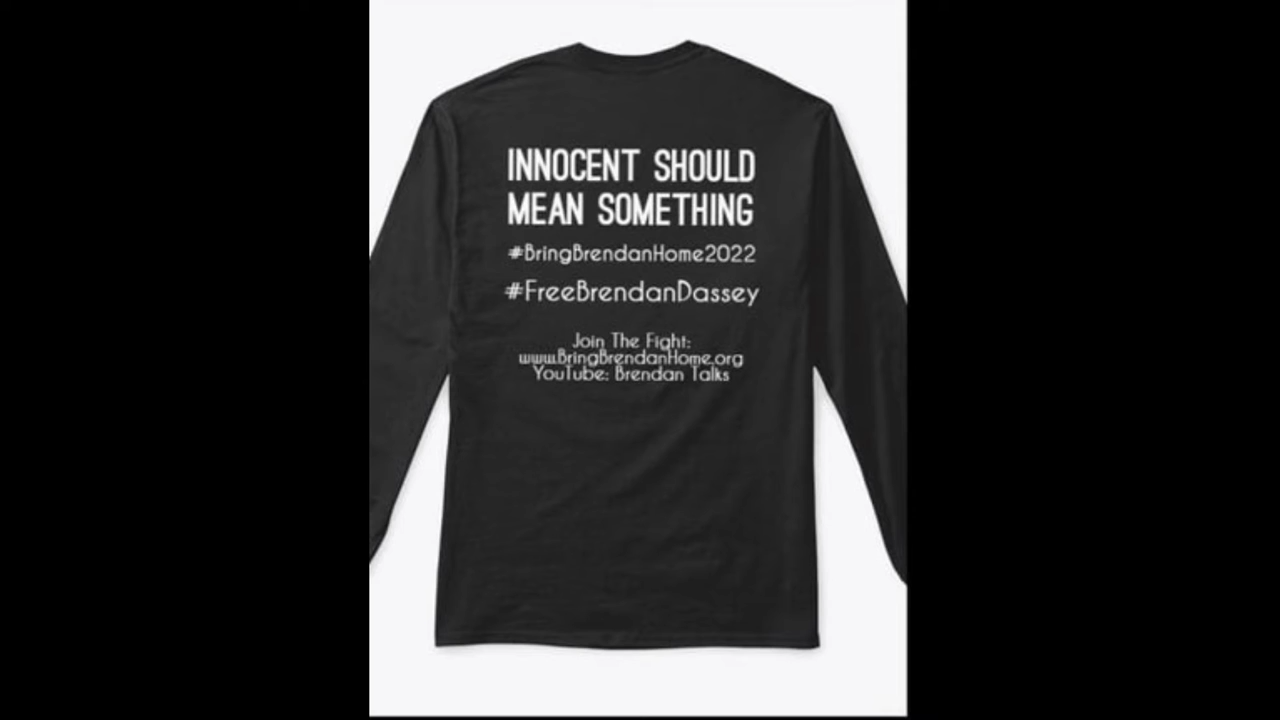 INNOCENT SHOULD
MEAN SOMETHING
#BringBrendanHome2022
#FreeBrendanDassey
Join The Fight:
www.BringBrendanHome.org
YouTube: Brendan Talks